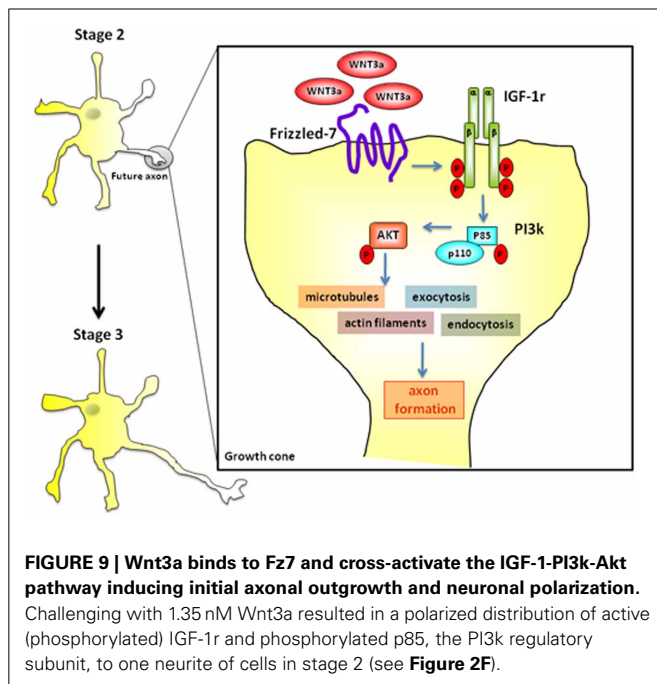 Stage 2
Future axon
Stage 3
WNT3a
WNT3a
WNT3a
Frizzled-7
IGF-1r
α α
β β
P P
P P
PI3k
P85
p110
P
AKT
P
microtubules
exocytosis
actin filaments
endocytosis
axon
formation
Growth cone
FIGURE 9 | Wnt3a binds to Fz7 and cross-activate the IGF-1-PI3k-Akt
pathway inducing initial axonal outgrowth and neuronal polarization.
Challenging with 1.35 nM Wnt3a resulted in a polarized distribution of active
(phosphorylated) IGF-1r and phosphorylated p85, the PI3k regulatory
subunit, to one neurite of cells in stage 2 (see Figure 2F).